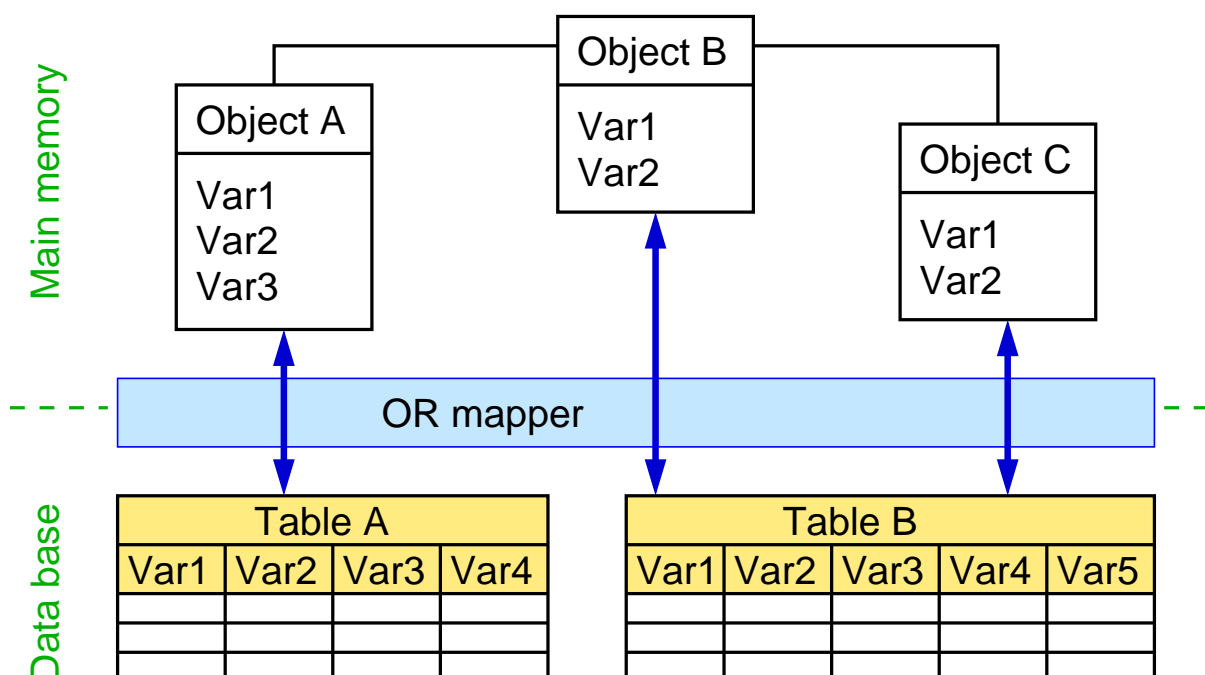 Main memory
Object A
Var1
Var2
Var3
Object B
Var1
Var2
Object C
Var1
Var2
OR mapper
Data base
Table A
Var1 Var2 Var3 Var4
Table B
Var1 Var2 Var3 Var4 Var5